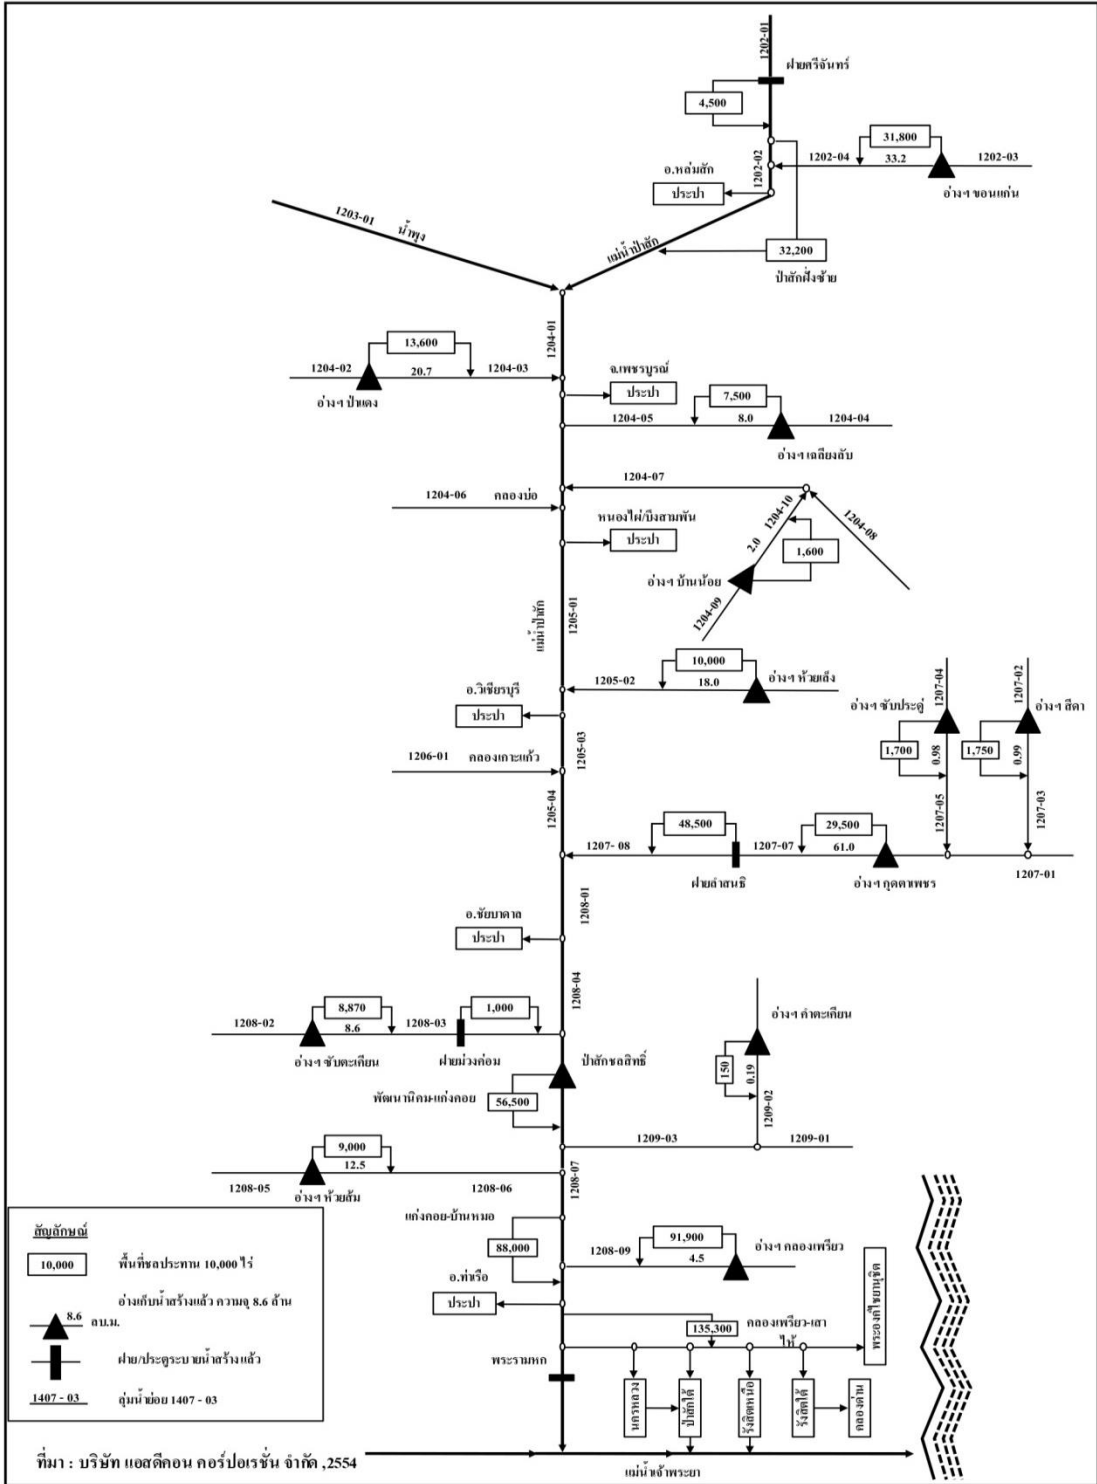 1202-01
ฝายศรีจันทร์
4,500
31,800
1202-02
1202-04
33.2
1202-03
อ.หล่มสัก
ประปา
อ่างฯ ขอนแก่น
1203-01
น้ำพุง
แม่น้ำป่าสัก
32,200
ป่าสักฝั่งซ้าย
1204-01
13,600
1204-02
20.7
1204-03
อ่างฯ ป่าแดง
จ.เพชรบูรณ์
ประปา
7,500
1204-05
8.0
1204-04
อ่างฯ เฉลียงลับ
1204-07
1204-06
คลองบ่อ
1204-10
1204-08
หนองไผ่/บึงสามพัน
ประปา
2.0
1,600
อ่างฯ บ้านน้อย
1204-09
แม่น้ำป่าสัก
1205-01
10,000
1205-02
18.0
อ่างฯ ห้วยเล็ง
1207-04
1207-02
อ.วิเชียรบุรี
ประปา
อ่างฯ ซับประดู่
อ่างฯ สีดา
1205-03
1,700
0.98
1,750
0.99
1206-01
คลองเกาะแก้ว
1205-04
1207-05
1207-03
48,500
29,500
1207- 08
1207-07
61.0
ฝายลำสนธิ
อ่างฯ กุดตาเพชร
1207-01
1208-01
อ.ชัยบาดาล
ประปา
1208-04
8,870
1,000
1208-02
8.6
1208-03
อ่างฯ ซับตะเคียน
ฝายม่วงค่อม
อ่างฯ คำตะเคียน
ป่าสักชลสิทธิ์
150
0.19
พัฒนานิคม-แก่งคอย
56,500
1209-02
1209-03
1209-01
9,000
12.5
1208-05
อ่างฯ ห้วยส้ม
1208-06
1208-07
แก่งคอย-บ้านหมอ
88,000
91,900
1208-09
4.5
อ่างฯ คลองเพรียว
อ.ท่าเรือ
ประปา
135,300
คลองเพรียว-เสาไห้
พระองค์ไชยานุชิต
พระรามหก
นครหลวง
ป่าสักใต้
รังสิตเหนือ
รังสิตใต้
คลองด่าน
แม่น้ำเจ้าพระยา
สัญลักษณ์
10,000
พื้นที่ชลประทาน 10,000 ไร่
8.6
อ่างเก็บน้ำสร้างแล้ว ความจุ 8.6 ล้าน
ลบ.ม.
ฝาย/ประตูระบายน้ำสร้างแล้ว
1407 - 03
ลุ่มน้ำย่อย 1407 - 03
ที่มา : บริษัท แอสดีคอน คอร์ปอเรชั่น จำกัด ,2554